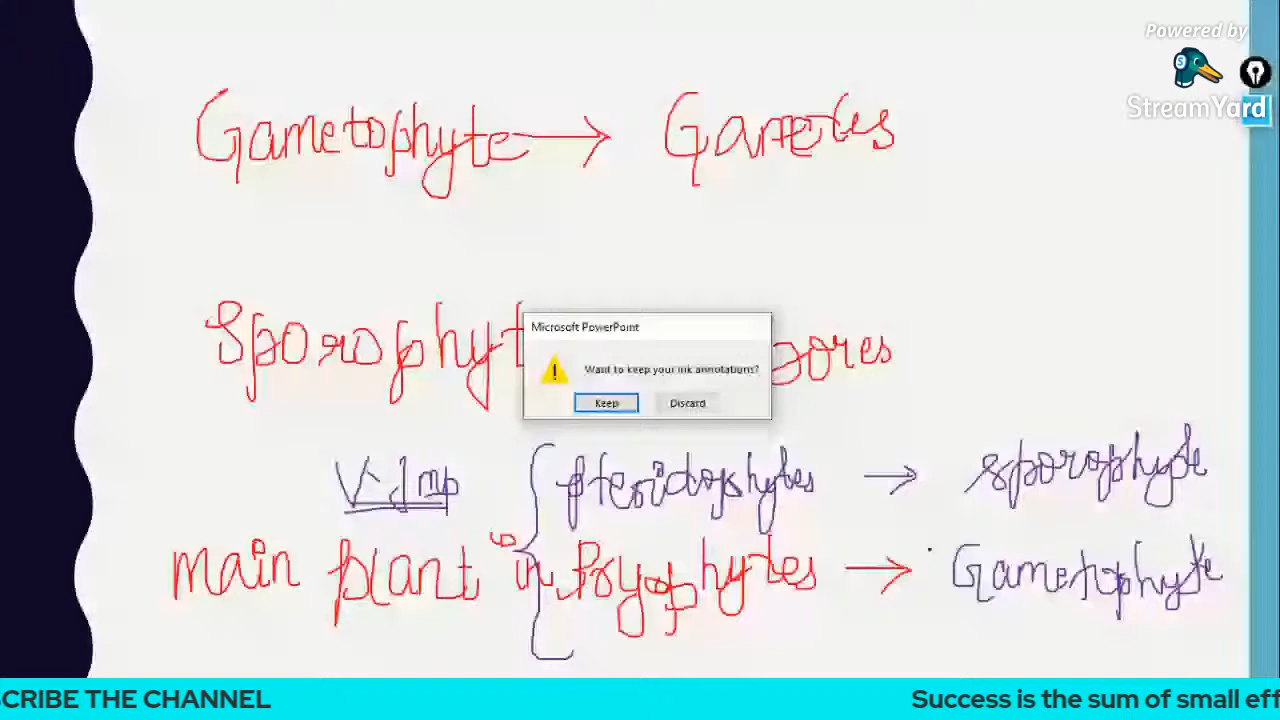 Powered by
StreamYard
Gametophyte → Gametes
Sporophyt
pores
Microsoft PowerPoint
Want to keep your ink annotations?
Keep Discard
V. Imp { pteridophytes → sporophyte
main plant in Bryophytes → Gametophyte
SCRIBE THE CHANNEL
Success is the sum of small eff